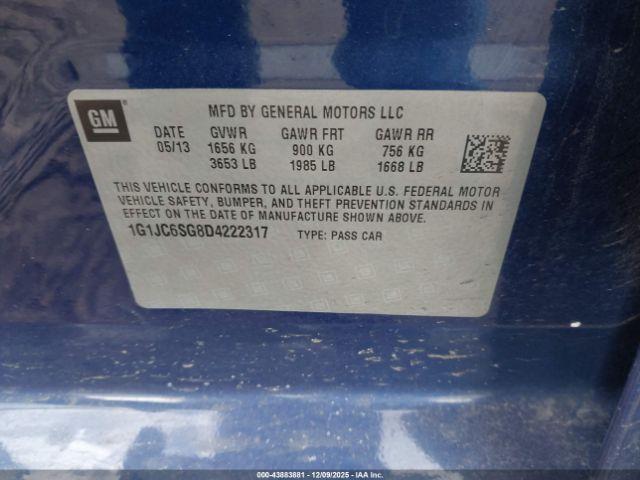 GM
MFD BY GENERAL MOTORS LLC
DATE GVWR GAWR FRT GAWR RR
05/13 1656 KG 900 KG 756 KG
3653 LB 1985 LB 1668 LB
THIS VEHICLE CONFORMS TO ALL APPLICABLE U.S. FEDERAL MOTOR
VEHICLE SAFETY, BUMPER, AND THEFT PREVENTION STANDARDS IN
EFFECT ON THE DATE OF MANUFACTURE SHOWN ABOVE.
1G1JC6SG8D4222317 TYPE: PASS CAR
00-43883881 - 12/09/2025 - IAA Inc.